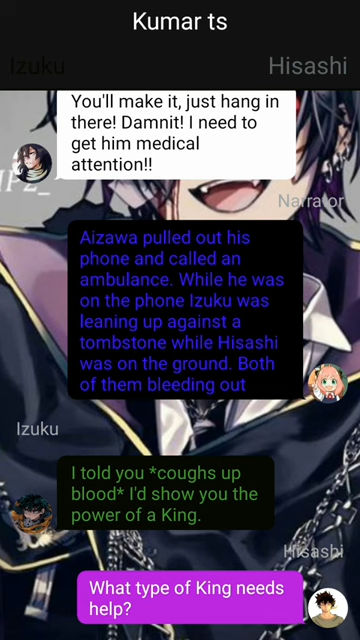 Kumar ts
Izuku
Hisashi
You'll make it, just hang in
there! Damnit! I need to
get him medical
attention!!
Narrator
Aizawa pulled out his
phone and called an
ambulance. While he was
on the phone Izuku was
leaning up against a
tombstone while Hisashi
was on the ground. Both
of them bleeding out
Izuku
I told you *coughs up
blood* I'd show you the
power of a King.
Hisashi
What type of King needs
help?